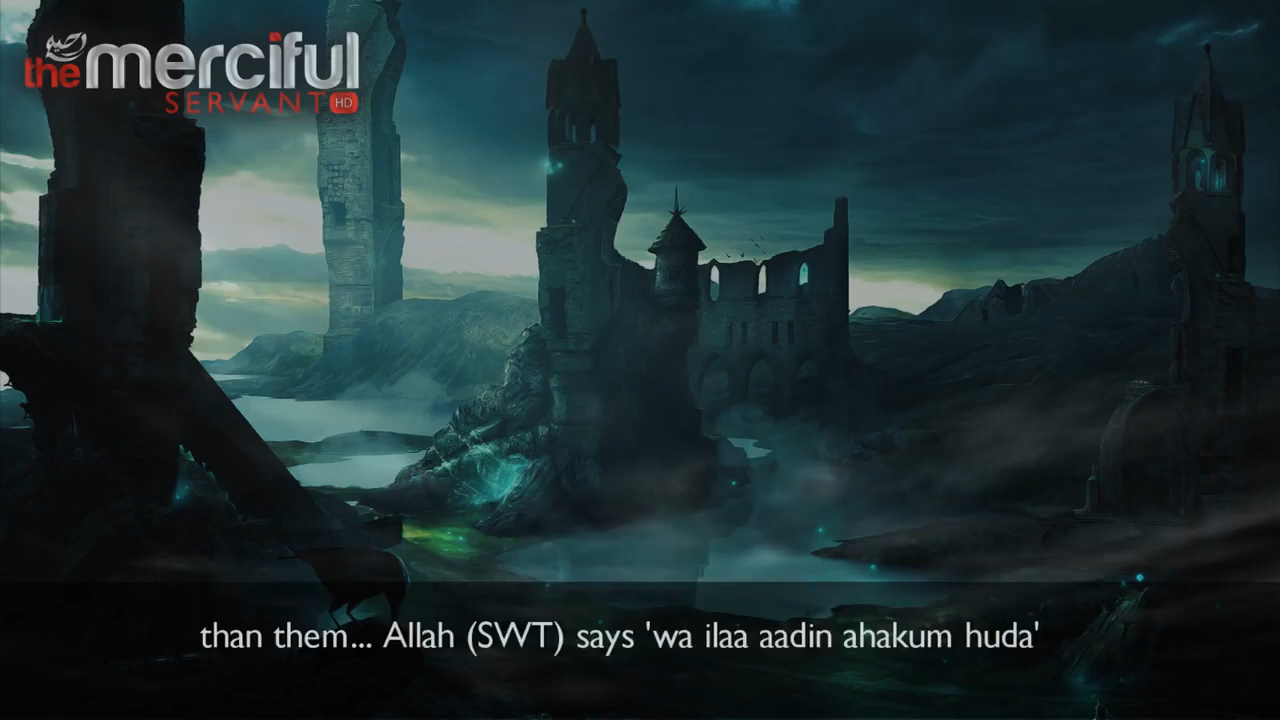 the merciful
SERVANT HD
than them... Allah (SWT) says 'wa ilaa aadin ahakum huda'